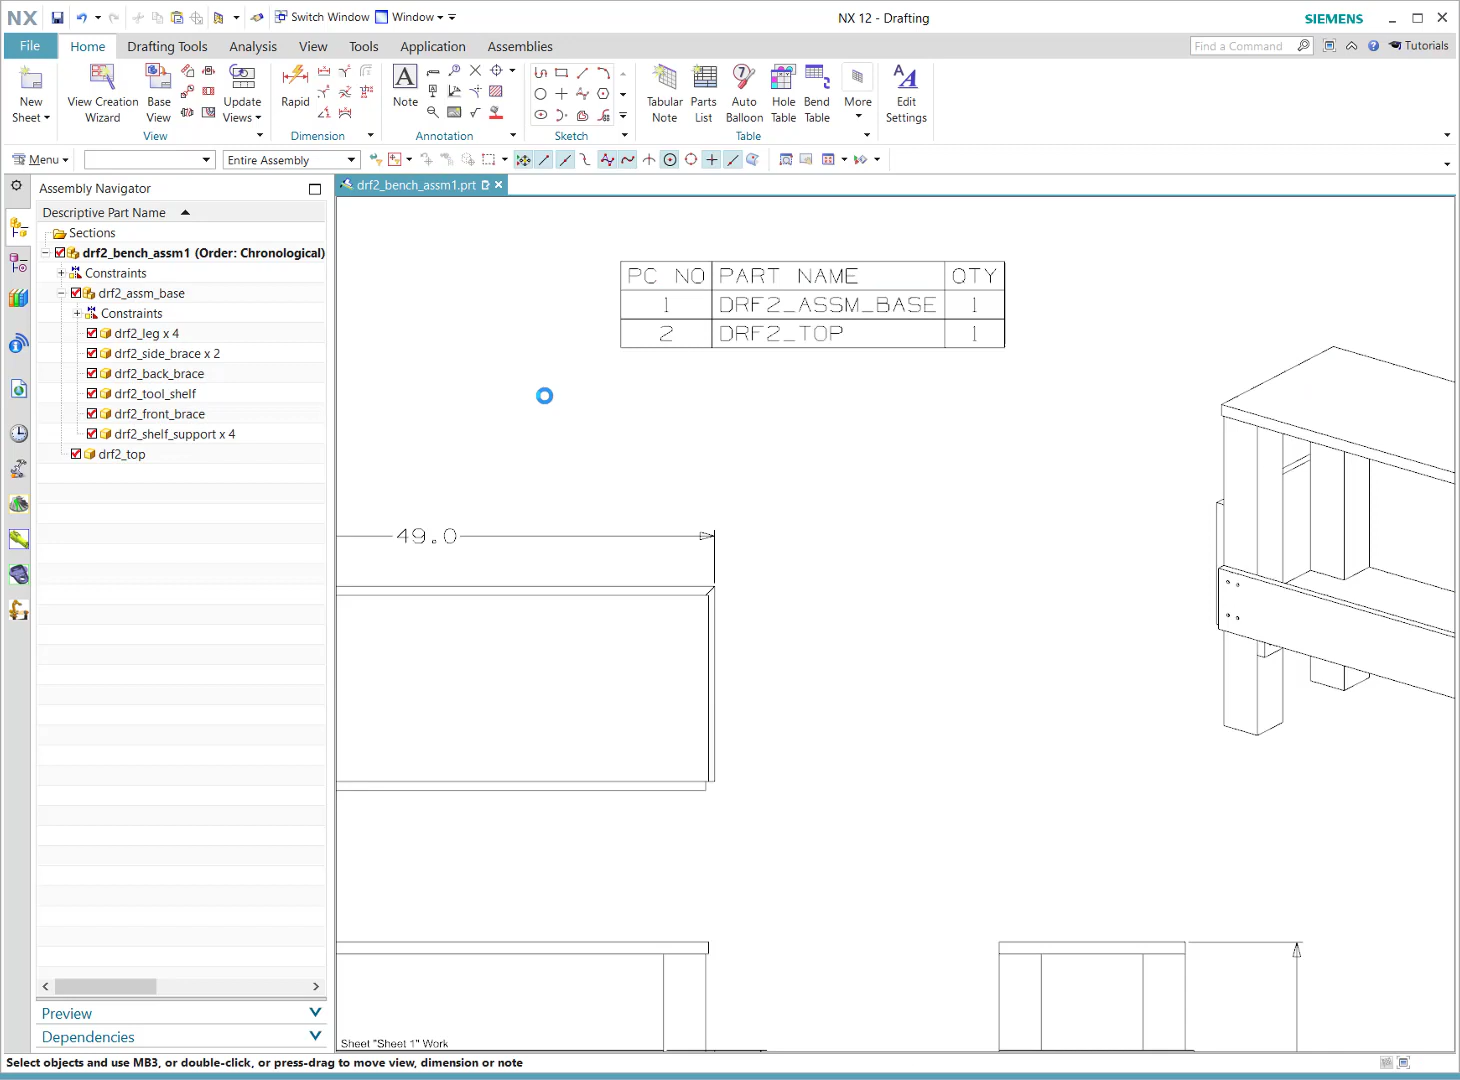 NX
Switch Window
Window
NX 12 - Drafting
SIEMENS
File
Home
Drafting Tools
Analysis
View
Tools
Application
Assemblies
Find a Command
Tutorials
New
Sheet
View Creation
Wizard
Base
View
Update
Views
View
Rapid
Dimension
A
Note
Annotation
Sketch
Tabular
Note
Parts
List
Auto
Balloon
Hole
Table
Bend
Table
More
Table
Edit
Settings
Menu
Entire Assembly
Assembly Navigator
drf2_bench_assm1.prt
Descriptive Part Name
Sections
drf2_bench_assm1 (Order: Chronological)
Constraints
drf2_assm_base
Constraints
drf2_leg x 4
drf2_side_brace x 2
drf2_back_brace
drf2_tool_shelf
drf2_front_brace
drf2_shelf_support x 4
drf2_top
PC NO PART NAME QTY
1 DRF2_ASSM_BASE 1
2 DRF2_TOP 1
49.0
Preview
Dependencies
Sheet "Sheet 1" Work
Select objects and use MB3, or double-click, or press-drag to move view, dimension or note